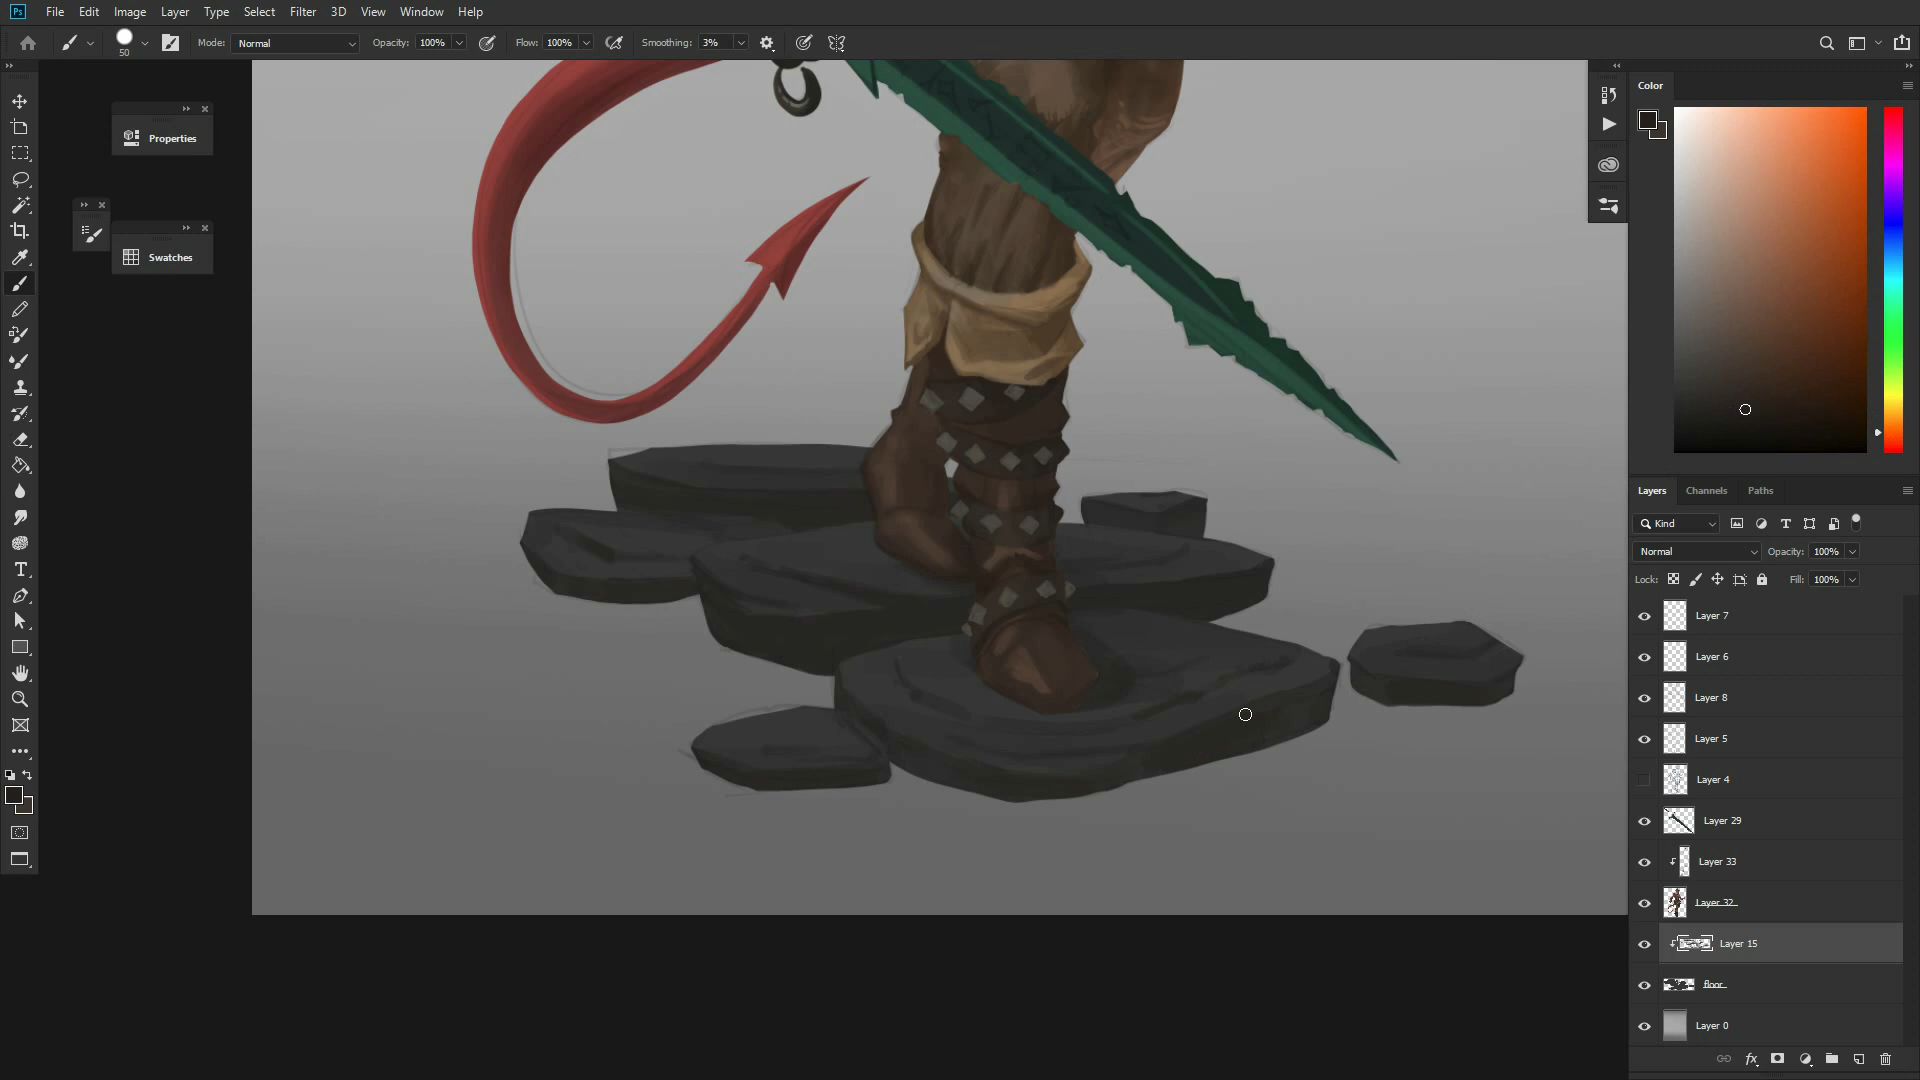 Ps File Edit Image Layer Type Select Filter 3D View Window Help
50 Mode: Normal Opacity: 100% Flow: 100% Smoothing: 3%
Color
Properties
Swatches
Layers Channels Paths
Kind
Normal Opacity: 100%
Lock: Fill: 100%
Layer 7
Layer 6
Layer 8
Layer 5
Layer 4
Layer 29
Layer 33
Layer 32
Layer 15
floor
Layer 0
fx